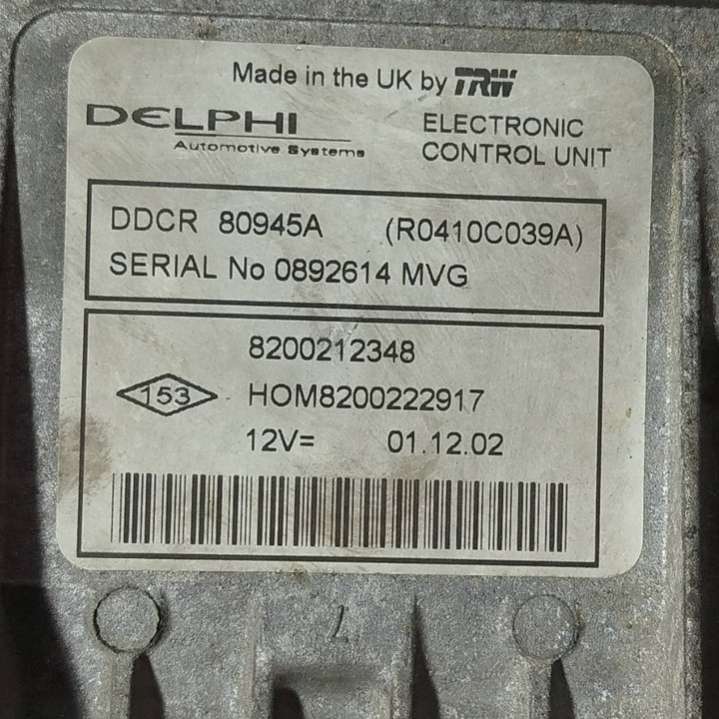 Made in the UK by TRW
DELPHI
Automotive Systems
ELECTRONIC
CONTROL UNIT
DDCR 80945A (R0410C039A)
SERIAL No 0892614 MVG
8200212348
153 HOM8200222917
12V= 01.12.02